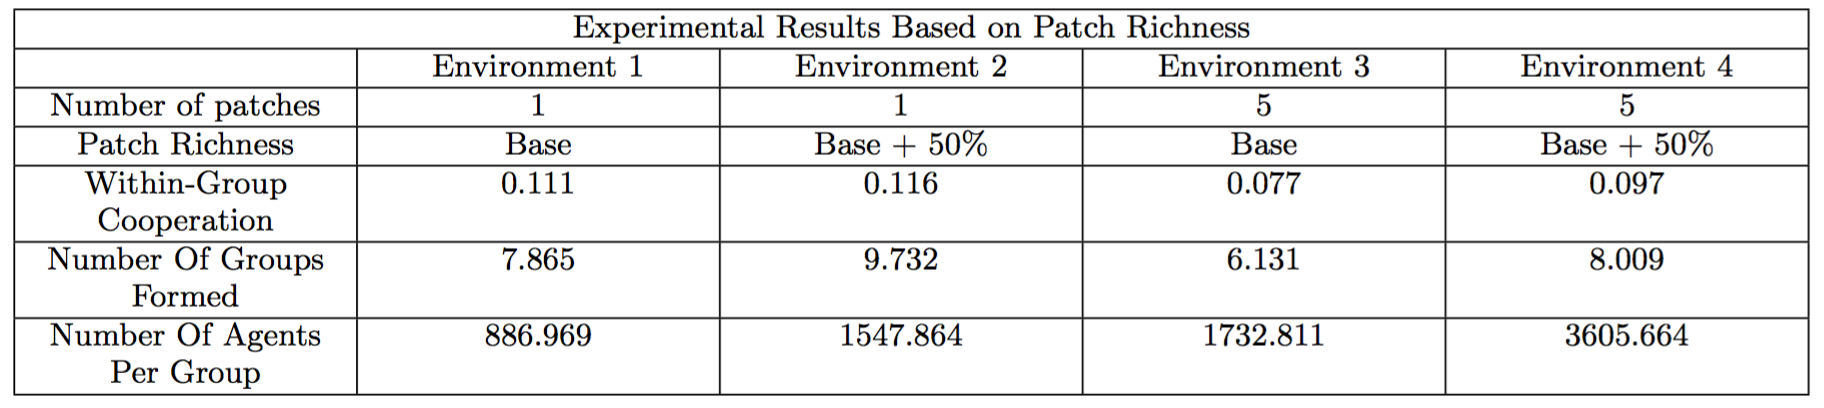 Experimental Results Based on Patch Richness
Environment 1 Environment 2 Environment 3 Environment 4
Number of patches 1 1 5 5
Patch Richness Base Base + 50% Base Base + 50%
Within-Group 0.111 0.116 0.077 0.097
Cooperation
Number Of Groups 7.865 9.732 6.131 8.009
Formed
Number Of Agents 886.969 1547.864 1732.811 3605.664
Per Group